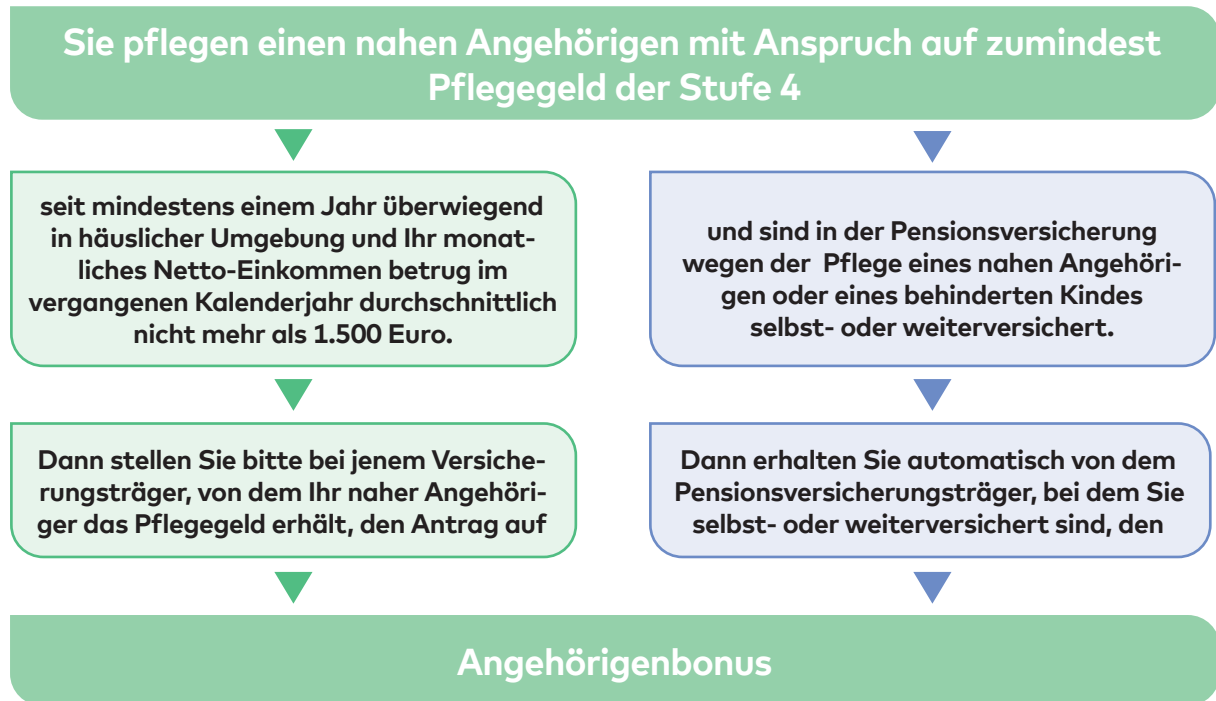 Sie pflegen einen nahen Angehörigen mit Anspruch auf zumindest
Pflegegeld der Stufe 4
seit mindestens einem Jahr überwiegend
in häuslicher Umgebung und Ihr monat-
liches Netto-Einkommen betrug im
vergangenen Kalenderjahr durchschnittlich
nicht mehr als 1.500 Euro.
Dann stellen Sie bitte bei jenem Versiche-
rungsträger, von dem Ihr naher Angehöri-
ger das Pflegegeld erhält, den Antrag auf
und sind in der Pensionsversicherung
wegen der Pflege eines nahen Angehöri-
gen oder eines behinderten Kindes
selbst- oder weiterversichert.
Dann erhalten Sie automatisch von dem
Pensionsversicherungsträger, bei dem Sie
selbst- oder weiterversichert sind, den
Angehörigenbonus